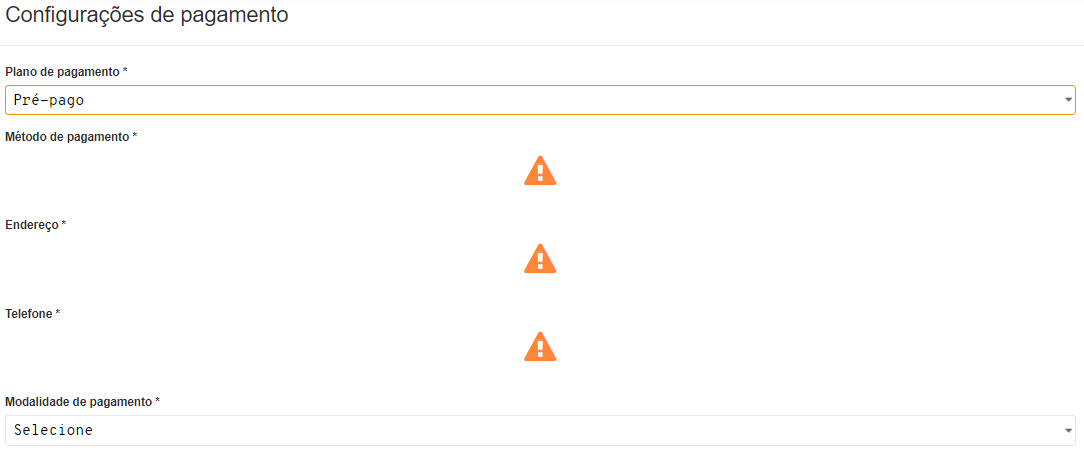 Configurações de pagamento
Plano de pagamento *
Pré-pago
Método de pagamento *
Endereço *
Telefone *
Modalidade de pagamento *
Selecione